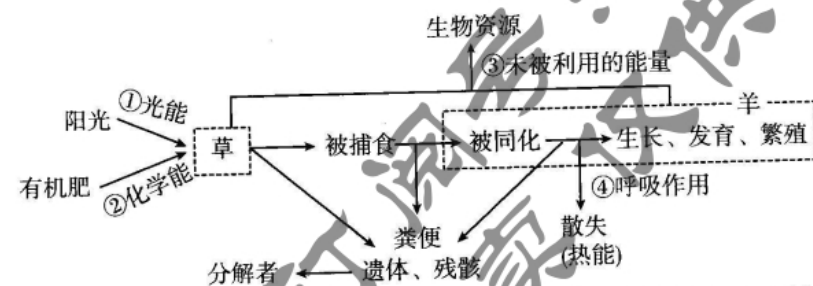 生物资源
③未被利用的能量
阳光
①光能
羊
草
被捕食
被同化
生长、发育、繁殖
有机肥
②化学能
④呼吸作用
粪便
散失
(热能)
分解者
遗体、残骸